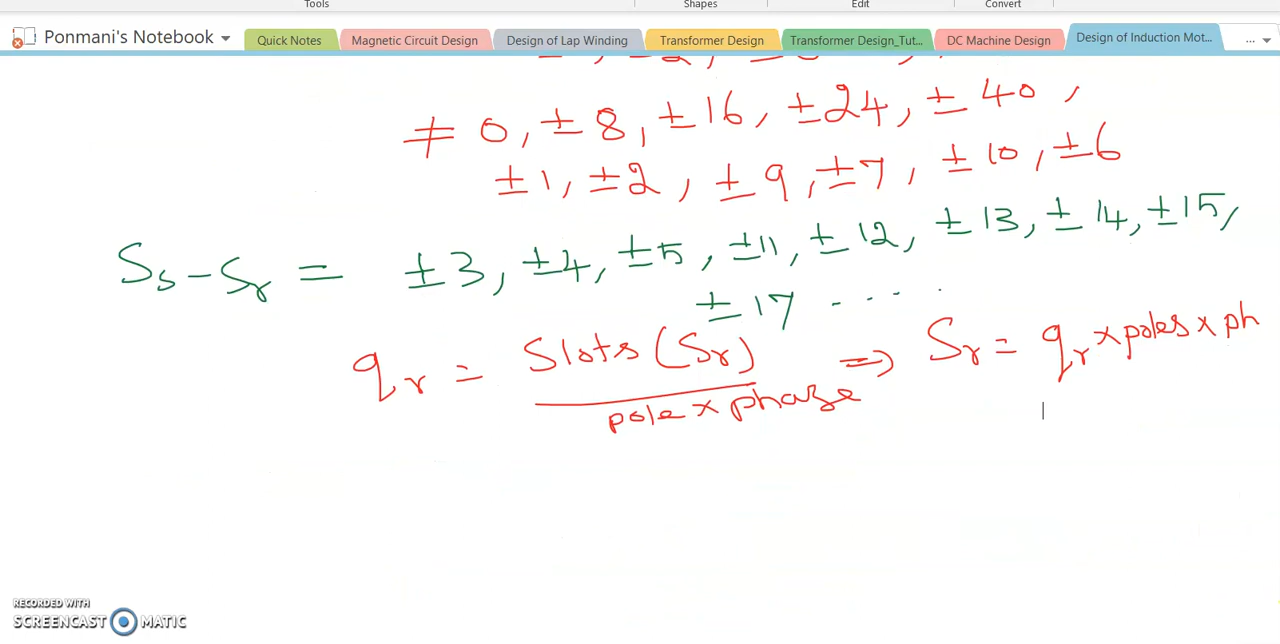 Tools Shapes Edit Convert
Ponmani's Notebook Quick Notes Magnetic Circuit Design Design of Lap Winding Transformer Design Transformer Design_Tut... DC Machine Design Design of Induction Mot... ...
≠ 0, ±8, ±16, ±24, ±40,
±1, ±2, ±9, ±7, ±10, ±6
Ss - Sr = ±3, ±4, ±5, ±11, ±12, ±13, ±14, ±15,
±17 - - - .
qr = Slots (Sr) / pole x phase => Sr = qr x poles x ph
RECORDED WITH
SCREENCAST MATIC